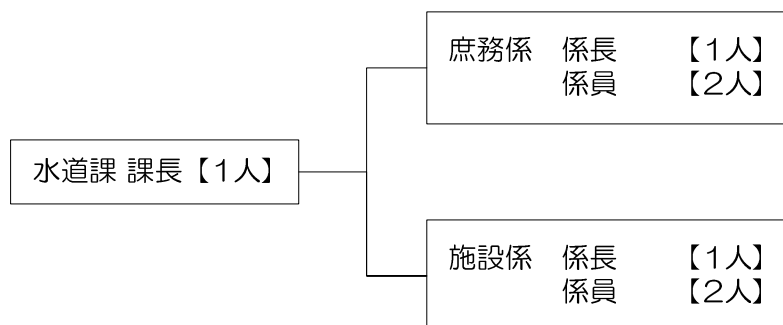 庶務係　係長　　【1人】
係員　　【2人】
水道課 課長【1人】
施設係　係長　　【1人】
係員　　【2人】